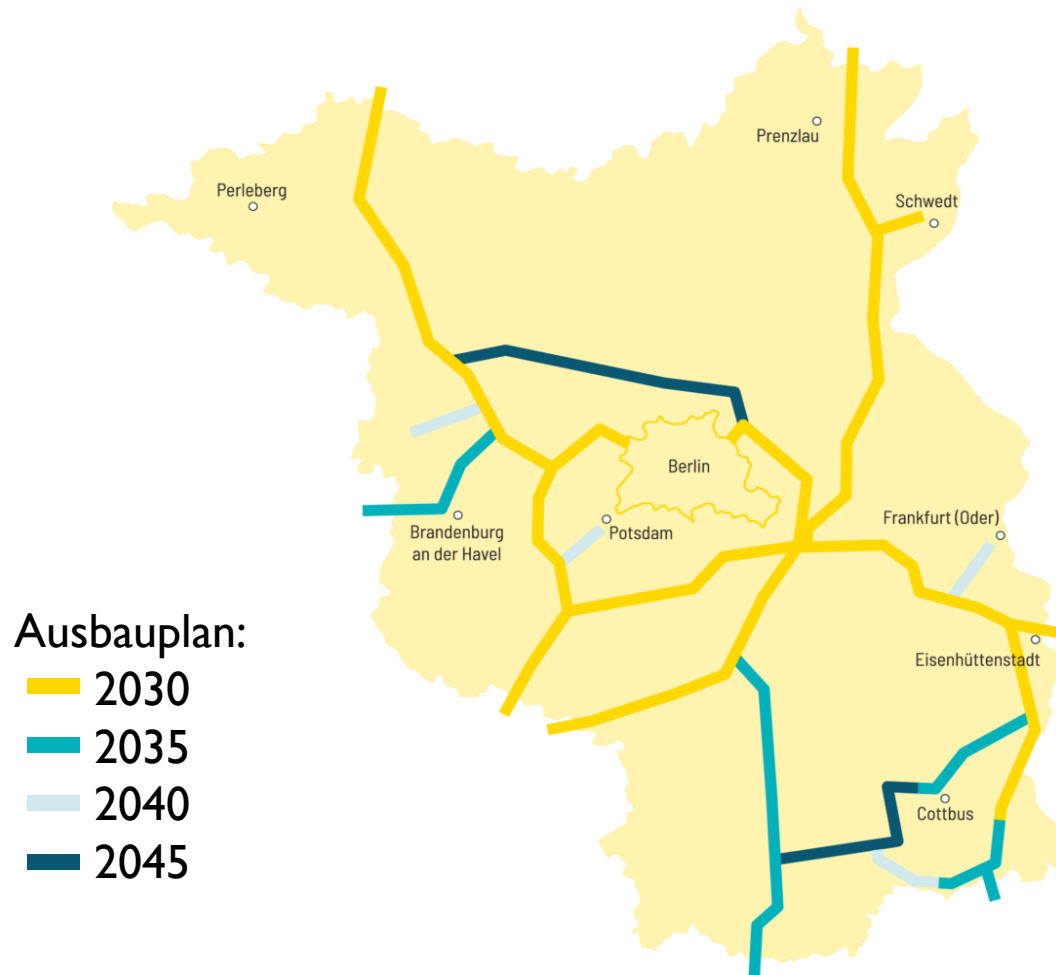 Prenzlau
Perleberg
Schwedt
Berlin
Frankfurt (Oder)
Brandenburg
an der Havel
Potsdam
Eisenhüttenstadt
Cottbus
Ausbauplan:
2030
2035
2040
2045